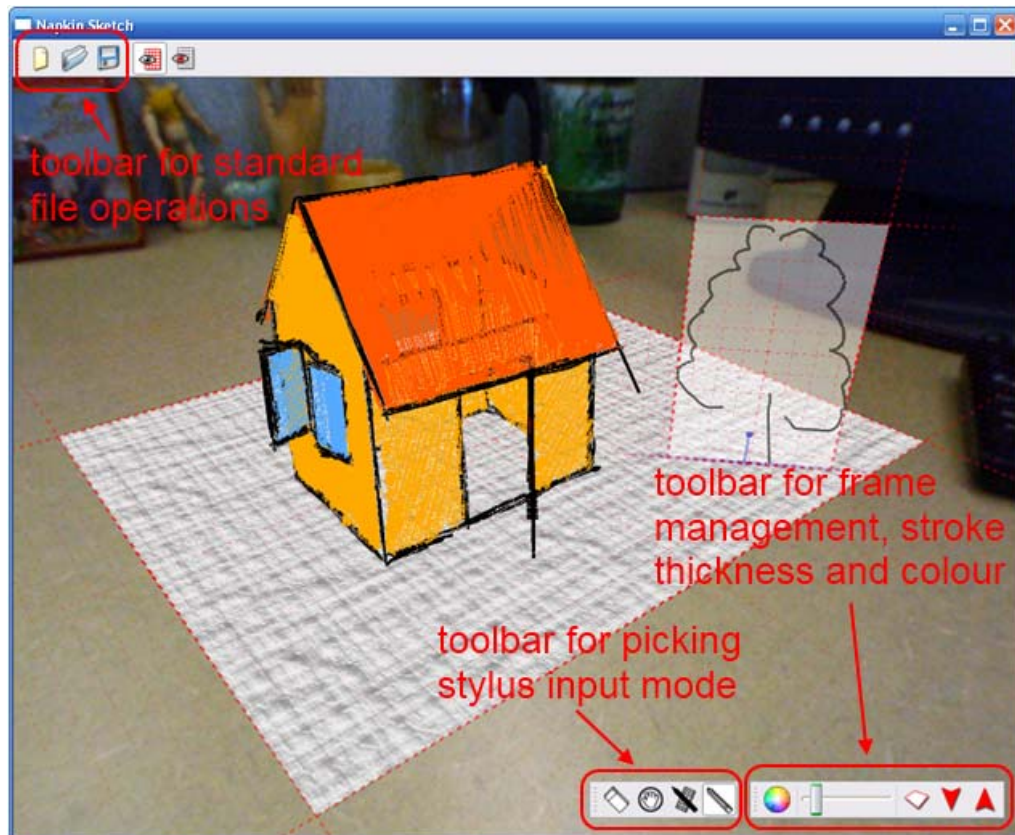 Napkin Sketch
toolbar for standard
file operations
toolbar for frame
management, stroke
thickness and colour
toolbar for picking
stylus input mode